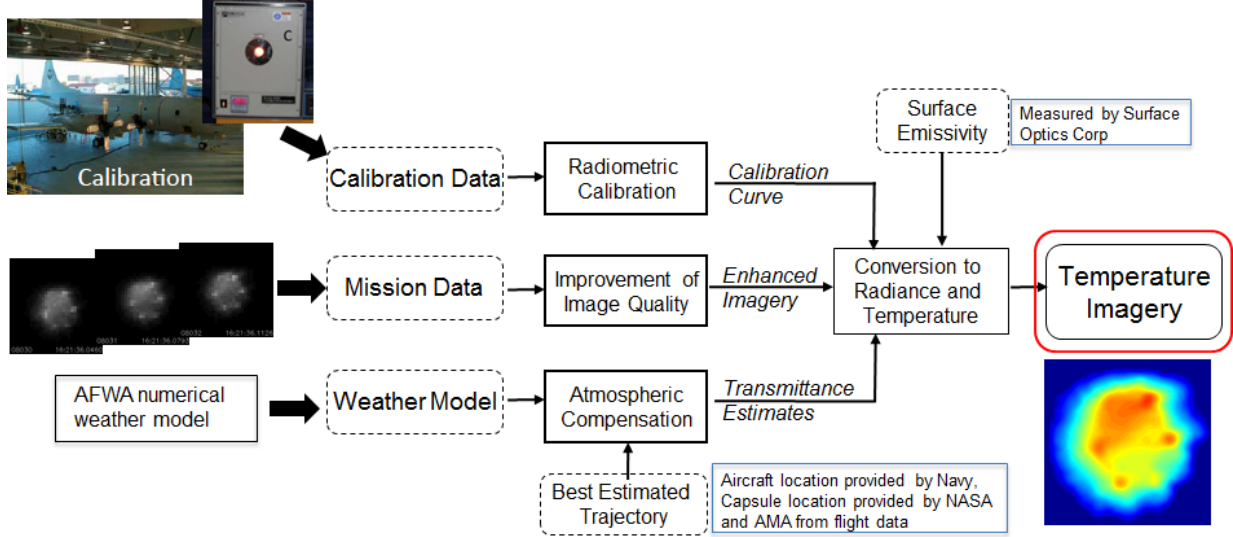 C
Calibration
Calibration Data
Radiometric
Calibration
Calibration
Curve
Surface
Emissivity
Measured by Surface
Optics Corp
08030 16:21:36.0460
08031 16:21:36.0793
08032 16:21:36.1126
Mission Data
Improvement of
Image Quality
Enhanced
Imagery
Conversion to
Radiance and
Temperature
Temperature
Imagery
AFWA numerical
weather model
Weather Model
Atmospheric
Compensation
Transmittance
Estimates
Best Estimated
Trajectory
Aircraft location provided by Navy,
Capsule location provided by NASA
and AMA from flight data